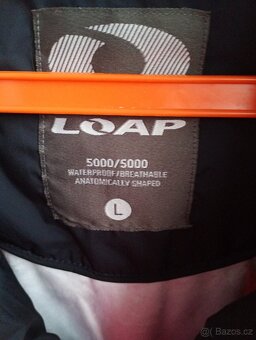 LOAP
5000/5000
WATERPROOF/BREATHABLE
ANATOMICALLY SHAPED
L
Bazos.cz